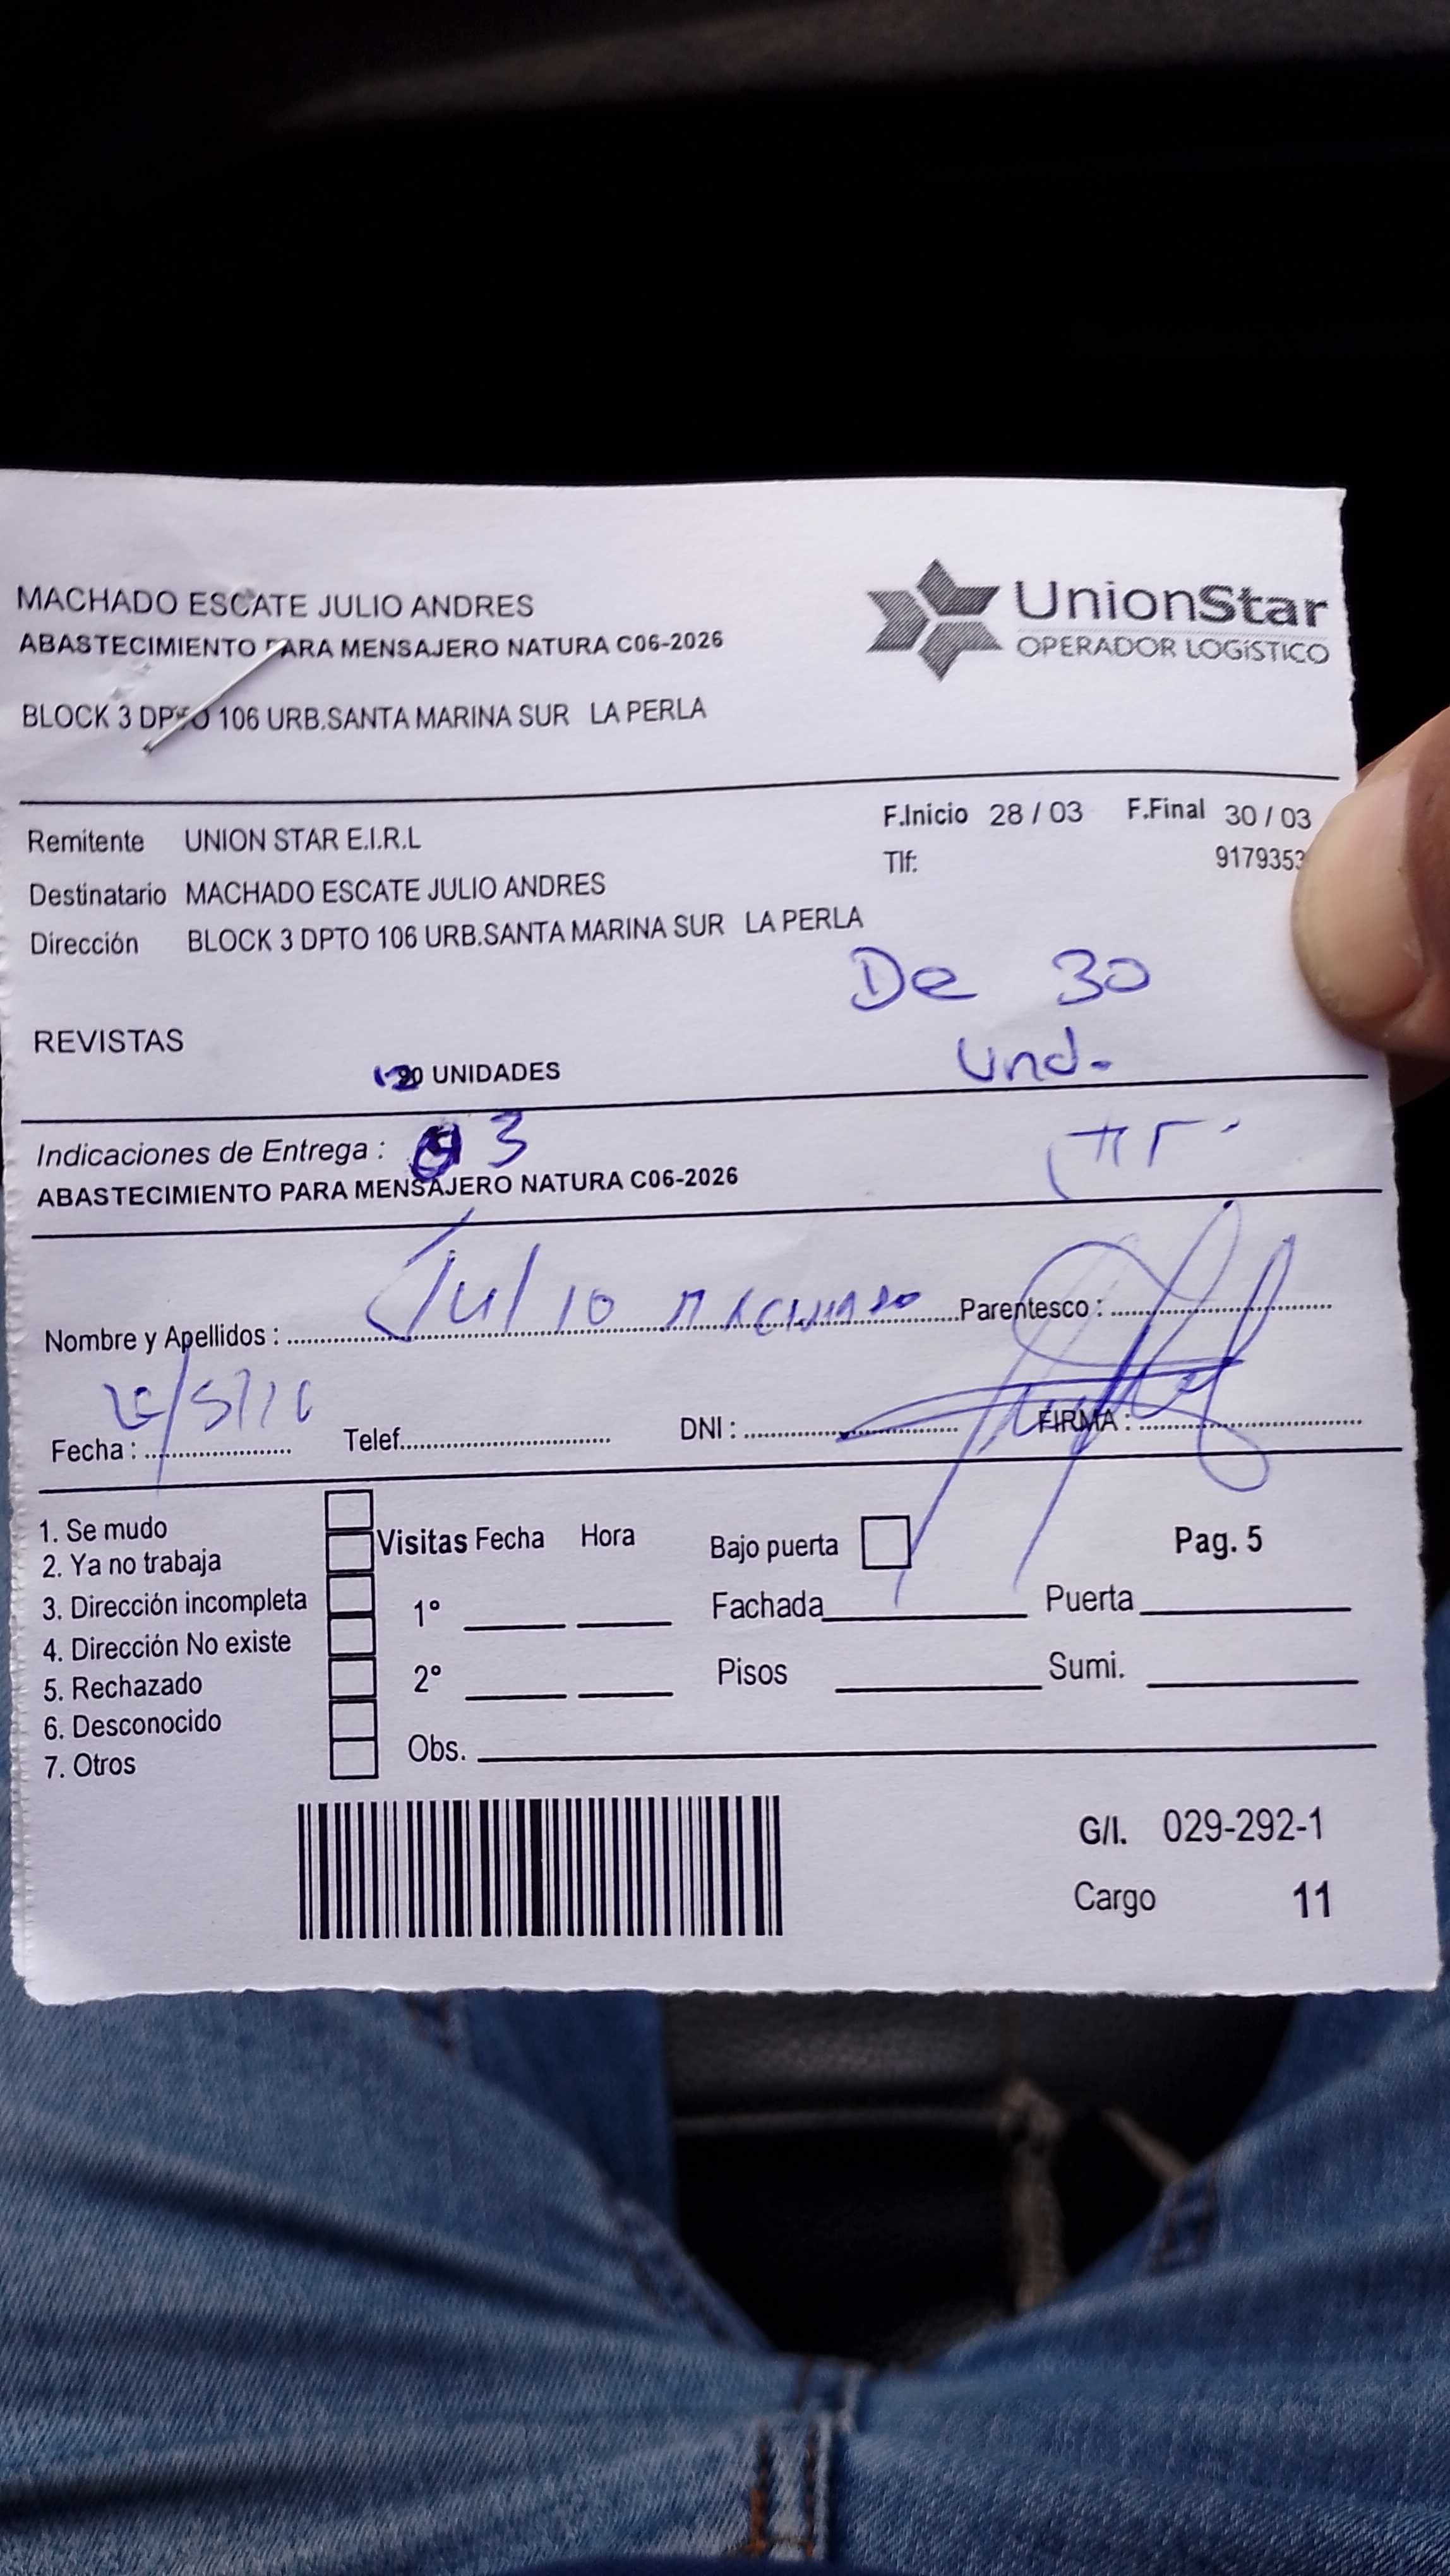 MACHADO ESCATE JULIO ANDRES
ABASTECIMIENTO PARA MENSAJERO NATURA C06-2026
BLOCK 3 DPTO 106 URB.SANTA MARINA SUR LA PERLA
UnionStar
OPERADOR LOGíSTICO
Remitente UNION STAR E.I.R.L
F.Inicio 28 / 03 F.Final 30 / 03
Destinatario MACHADO ESCATE JULIO ANDRES
Tlf: 9179353
Dirección BLOCK 3 DPTO 106 URB.SANTA MARINA SUR LA PERLA
De 30
Und.
REVISTAS
UNIDADES
Indicaciones de Entrega : 3
ABASTECIMIENTO PARA MENSAJERO NATURA C06-2026
Nombre y Apellidos : Julio Machado Parentesco :
Fecha : Telef. DNI : FIRMA :
1. Se mudo
2. Ya no trabaja
3. Dirección incompleta
4. Dirección No existe
5. Rechazado
6. Desconocido
7. Otros
Visitas Fecha Hora
1°
2°
Obs.
Bajo puerta
Pag. 5
Fachada Puerta
Pisos Sumi.
G/I. 029-292-1
Cargo 11